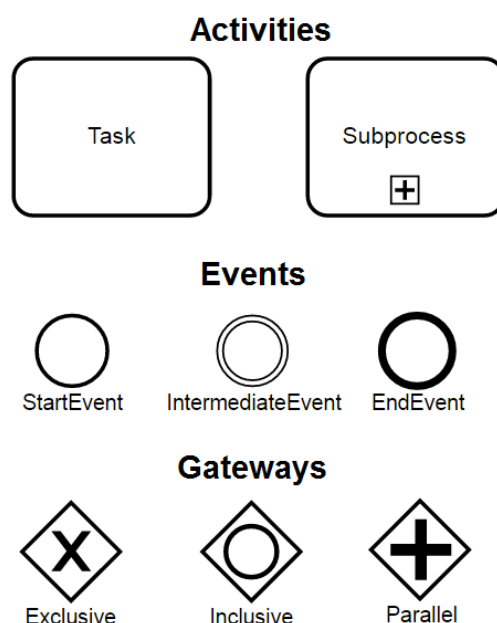 Activities
Task
Subprocess
Events
StartEvent
IntermediateEvent
EndEvent
Gateways
X
Exclusive
Inclusive
Parallel